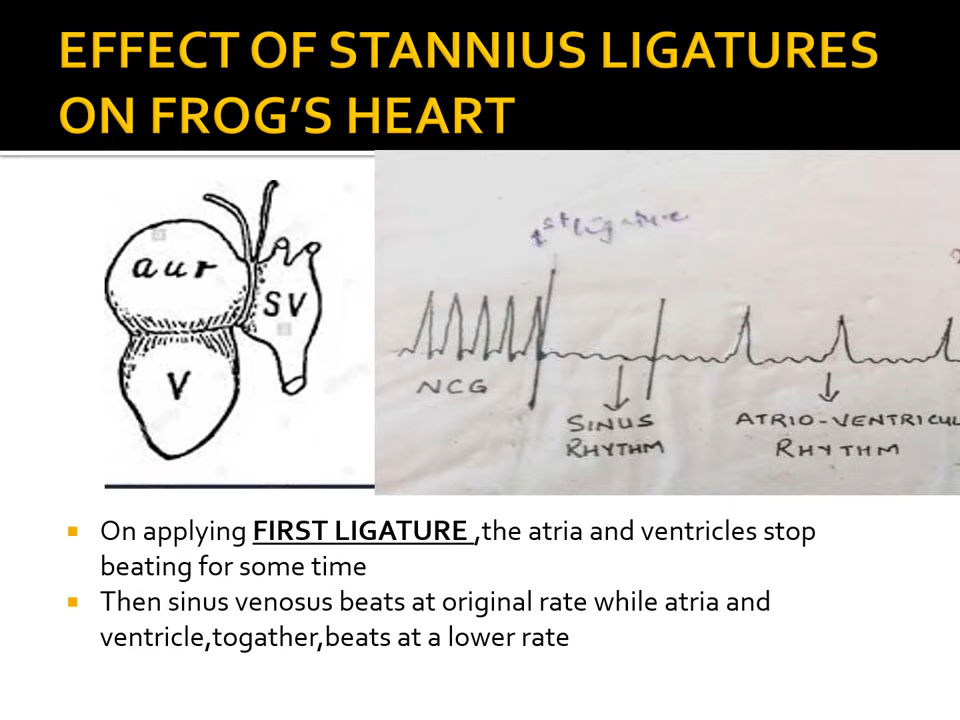 EFFECT OF STANNIUS LIGATURES
ON FROG'S HEART
aur
SV
V
1st ligature
NCG
SINUS
RHYTHM
ATRIO-VENTRICUL
RHYTHM
On applying FIRST LIGATURE ,the atria and ventricles stop
beating for some time
Then sinus venosus beats at original rate while atria and
ventricle,togather,beats at a lower rate